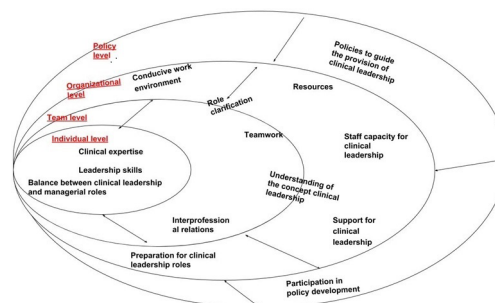 Policy
level
Policies to guide
the provision of
clinical leadership
Conducive work
environment
Organizational
level
Resources
Role
clarification
Team level
Individual level
Teamwork
Staff capacity for
clinical
leadership
Clinical expertise
Leadership skills
Balance between clinical leadership
and managerial roles
Understanding of
the concept clinical
leadership
Interprofession
al relations
Support for
clinical
leadership
Preparation for clinical
leadership roles
Participation in
policy development